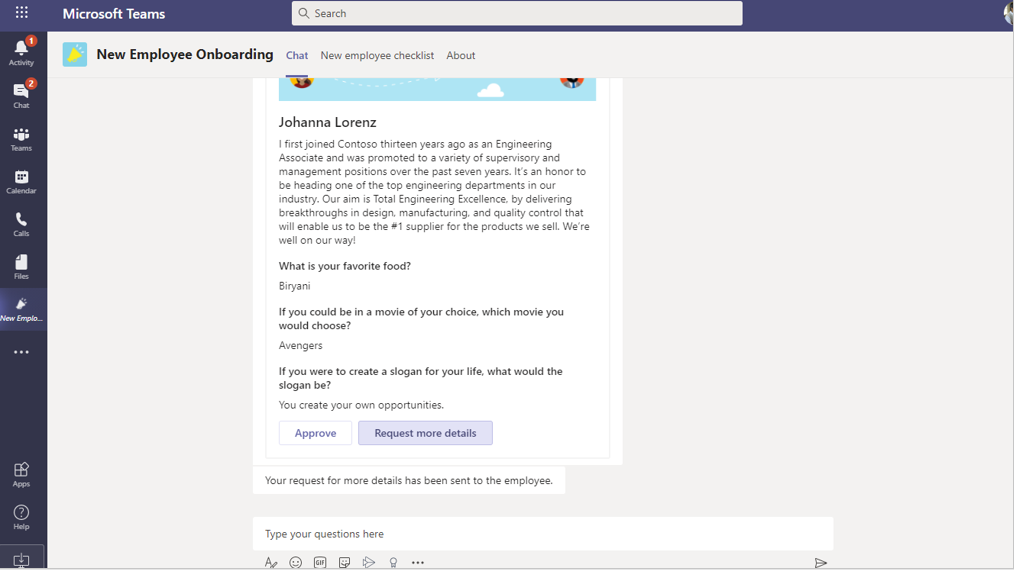 Microsoft Teams
Search
1
Activity
2
Chat
Teams
Calendar
Calls
Files
New Emplo...
Apps
Help
New Employee Onboarding
Chat
New employee checklist
About
Johanna Lorenz
I first joined Contoso thirteen years ago as an Engineering
Associate and was promoted to a variety of supervisory and
management positions over the past seven years. It's an honor to
be heading one of the top engineering departments in our
industry. Our aim is Total Engineering Excellence, by delivering
breakthroughs in design, manufacturing, and quality control that
will enable us to be the #1 supplier for the products we sell. We're
well on our way!
What is your favorite food?
Biryani
If you could be in a movie of your choice, which movie you
would choose?
Avengers
If you were to create a slogan for your life, what would the
slogan be?
You create your own opportunities.
Approve
Request more details
Your request for more details has been sent to the employee.
Type your questions here
GIF